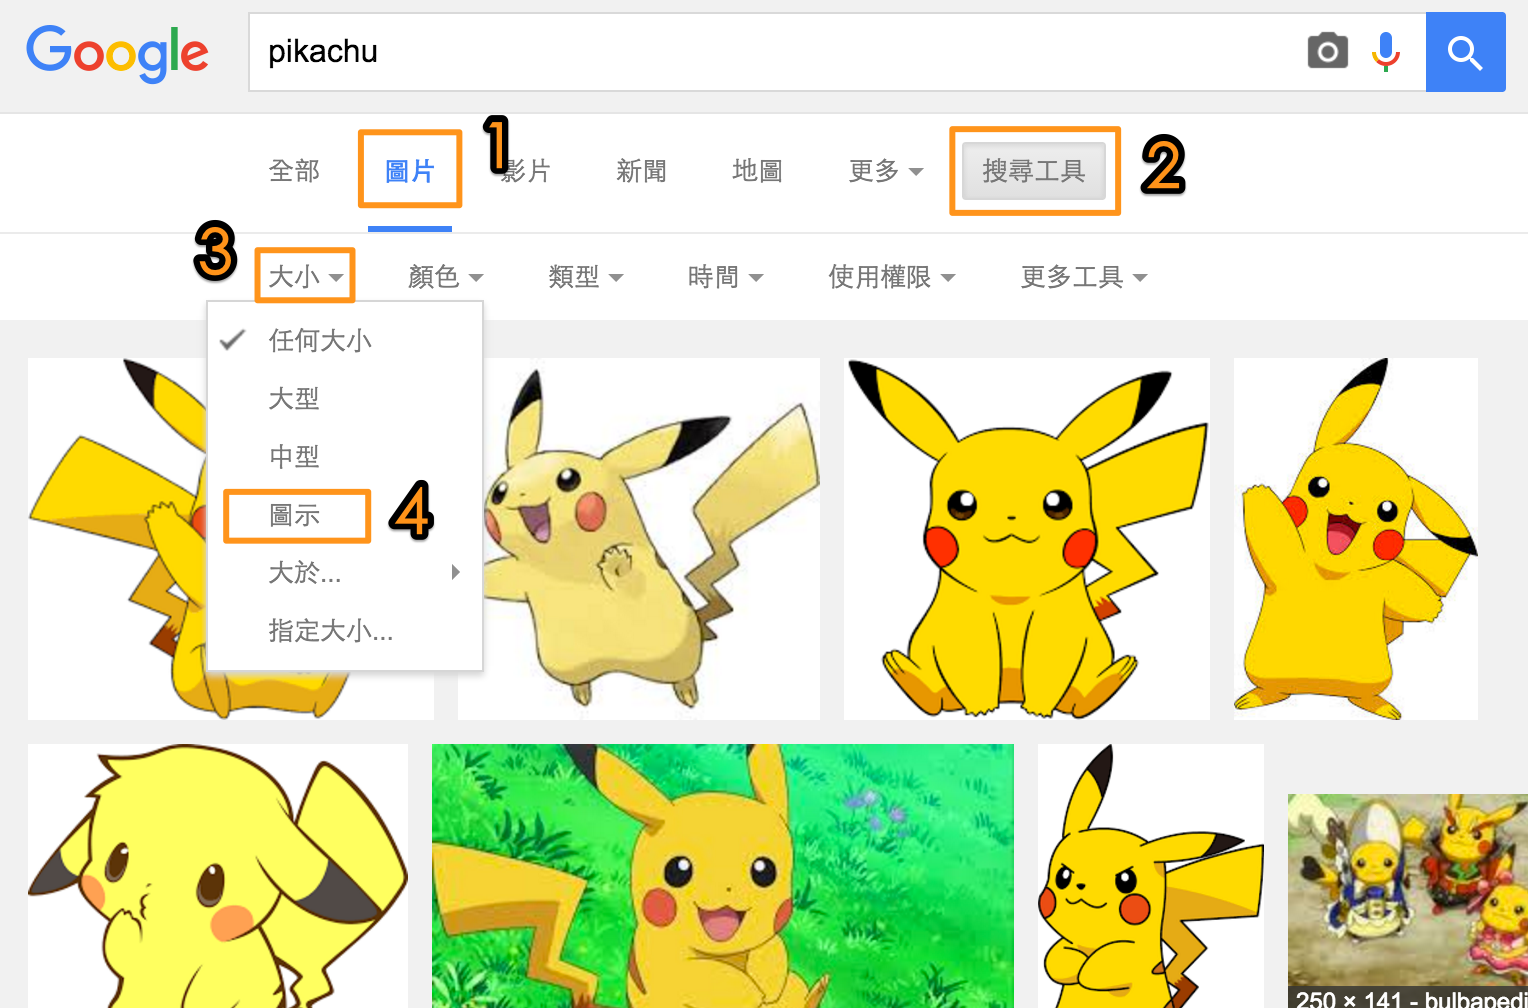 Google pikachu
全部 圖片 1 影片 新聞 地圖 更多 搜尋工具 2
3 大小 顏色 類型 時間 使用權限 更多工具
任何大小
大型
中型
圖示 4
大於...
指定大小...
250 × 141 - bulbapedi